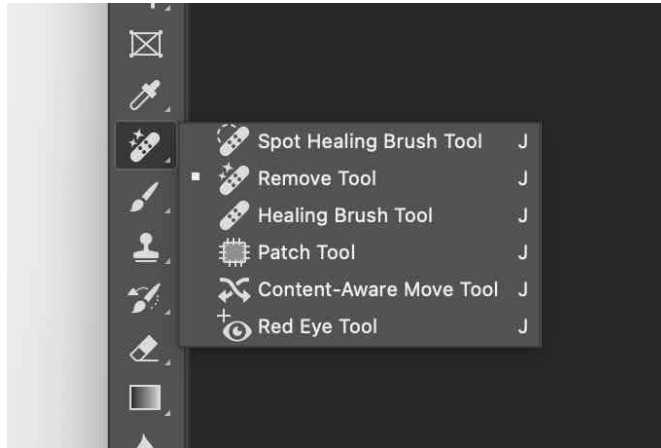 Spot Healing Brush Tool J
Remove Tool J
Healing Brush Tool J
Patch Tool J
Content-Aware Move Tool J
Red Eye Tool J